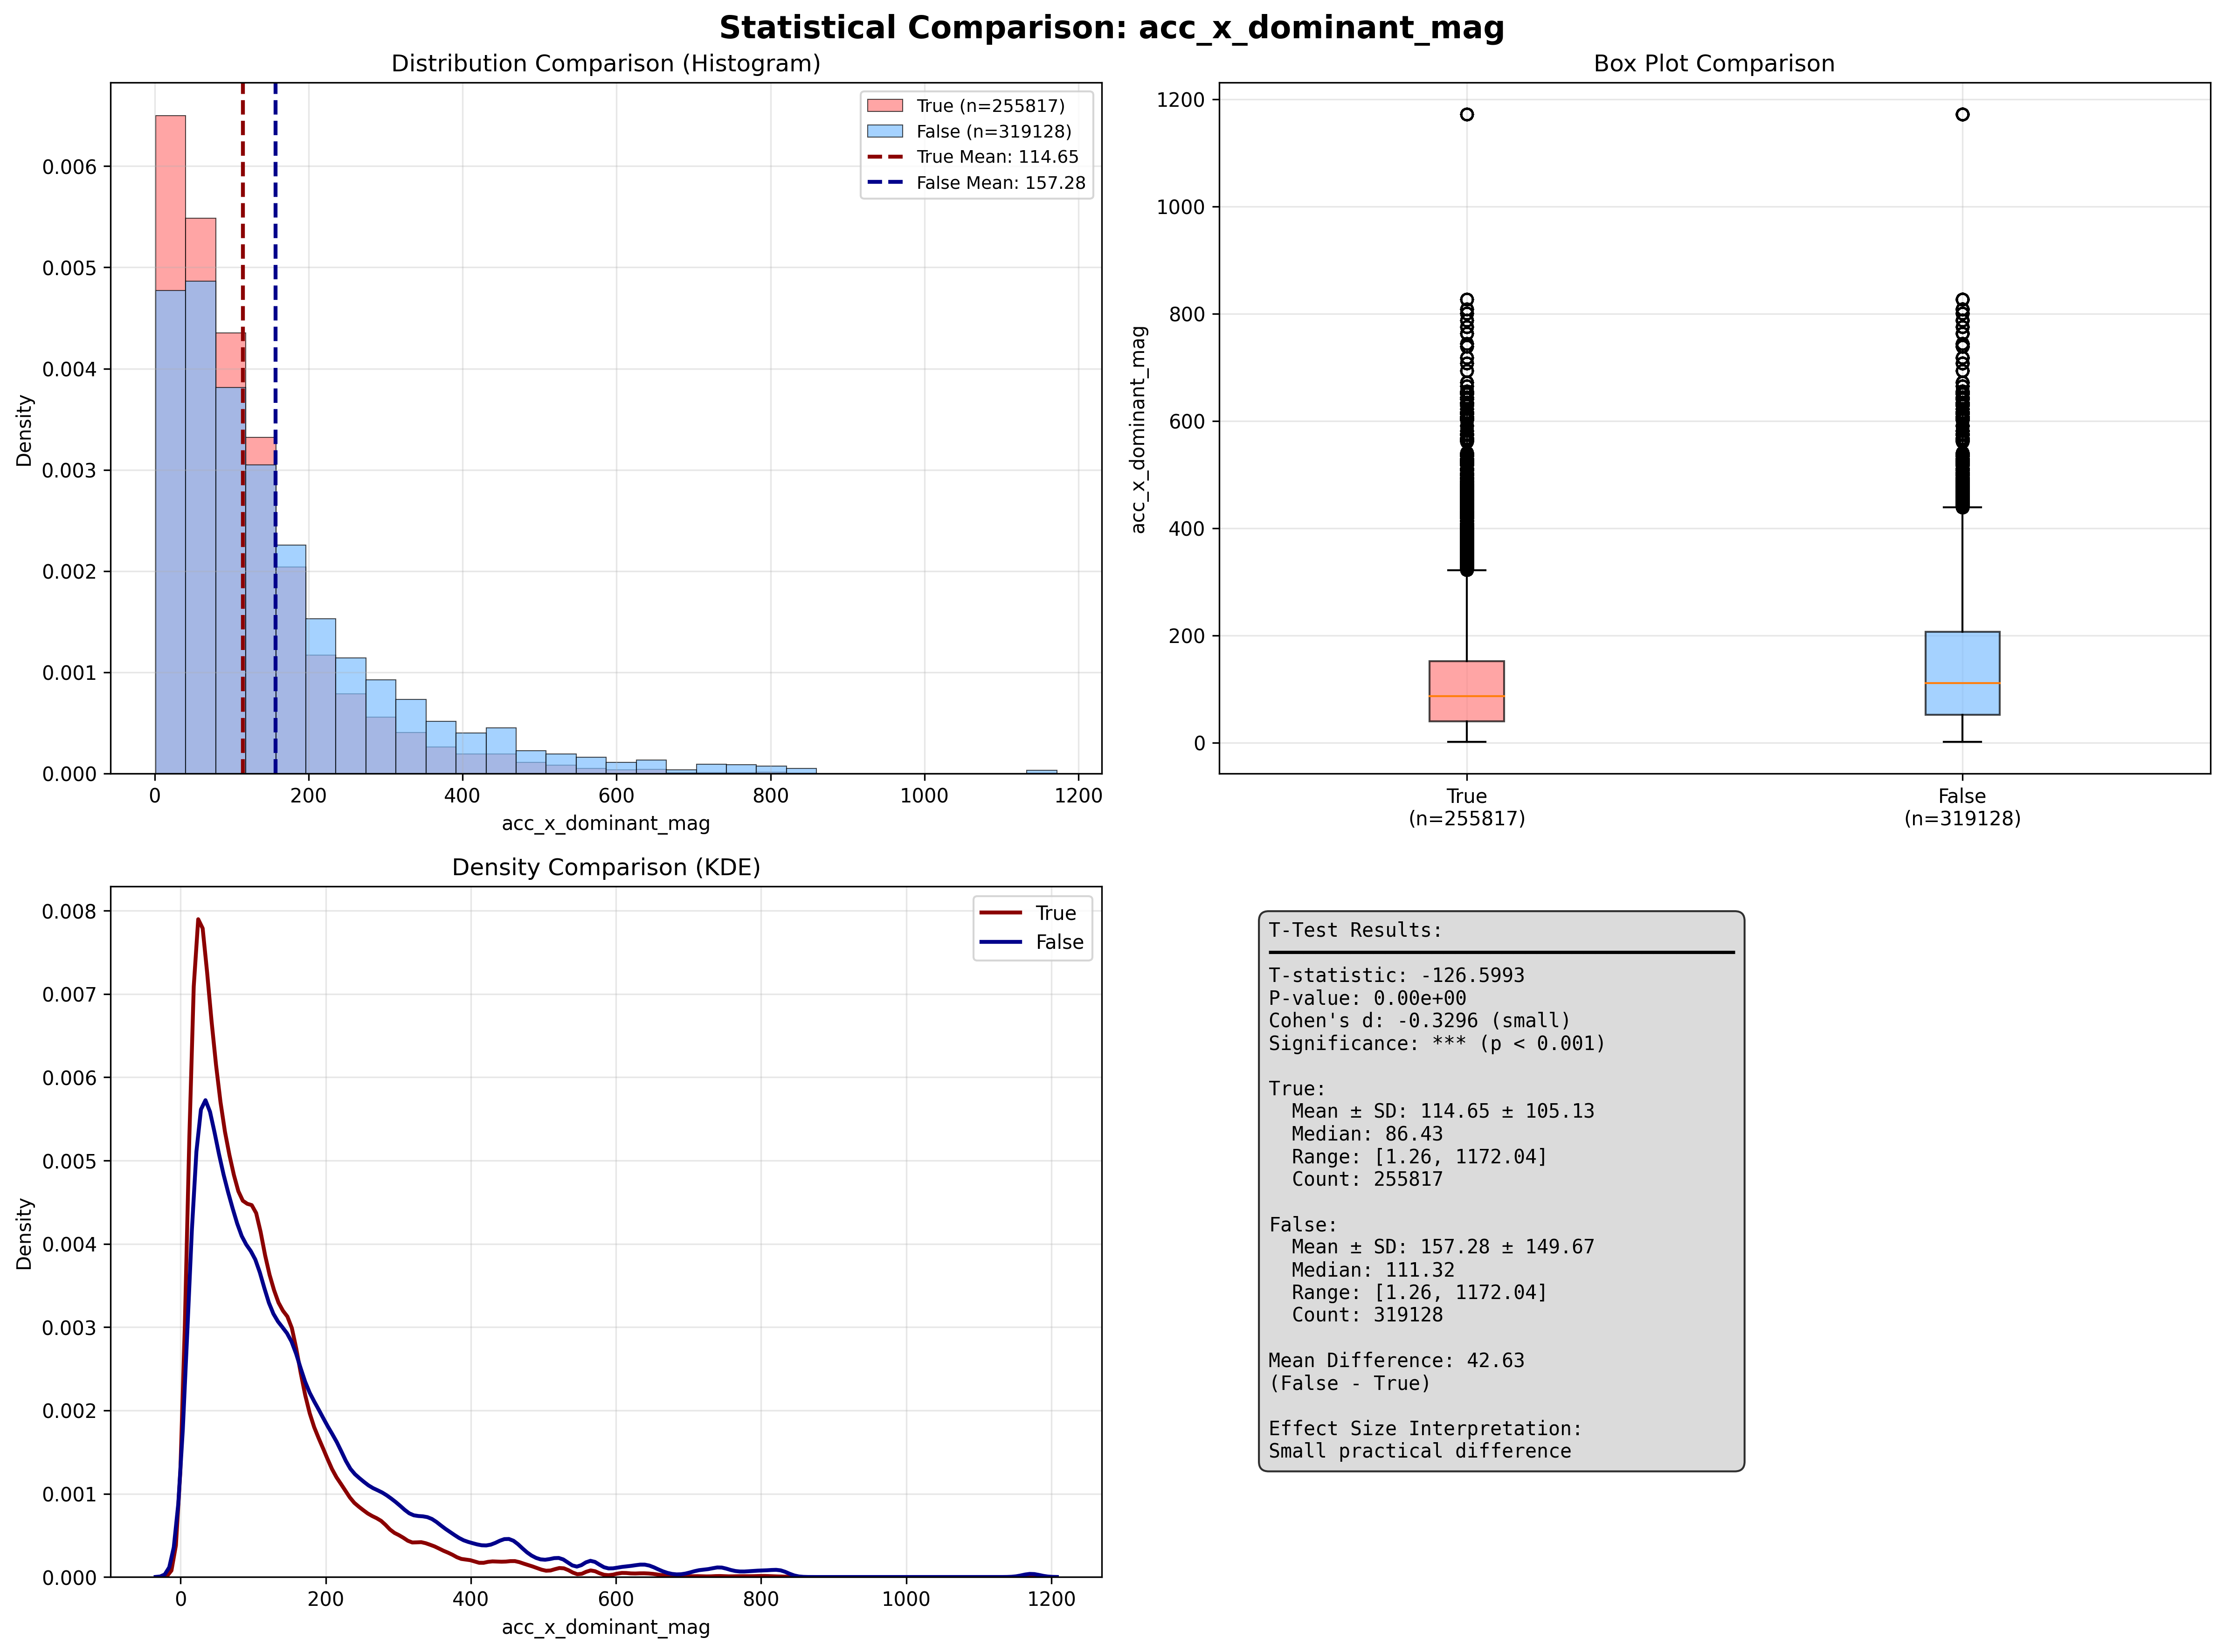 Statistical Comparison: acc_x_dominant_mag
Distribution Comparison (Histogram)
True (n=255817)
False (n=319128)
True Mean: 114.65
False Mean: 157.28
Density
0.006
0.005
0.004
0.003
0.002
0.001
0.000
0 200 400 600 800 1000 1200
acc_x_dominant_mag
Box Plot Comparison
acc_x_dominant_mag
1200
1000
800
600
400
200
0
True False
(n=255817) (n=319128)
Density Comparison (KDE)
True
False
Density
0.008
0.007
0.006
0.005
0.004
0.003
0.002
0.001
0.000
0 200 400 600 800 1000 1200
acc_x_dominant_mag
T-Test Results:
T-statistic: -126.5993
P-value: 0.00e+00
Cohen's d: -0.3296 (small)
Significance: *** (p < 0.001)
True:
Mean ± SD: 114.65 ± 105.13
Median: 86.43
Range: [1.26, 1172.04]
Count: 255817
False:
Mean ± SD: 157.28 ± 149.67
Median: 111.32
Range: [1.26, 1172.04]
Count: 319128
Mean Difference: 42.63
(False - True)
Effect Size Interpretation:
Small practical difference